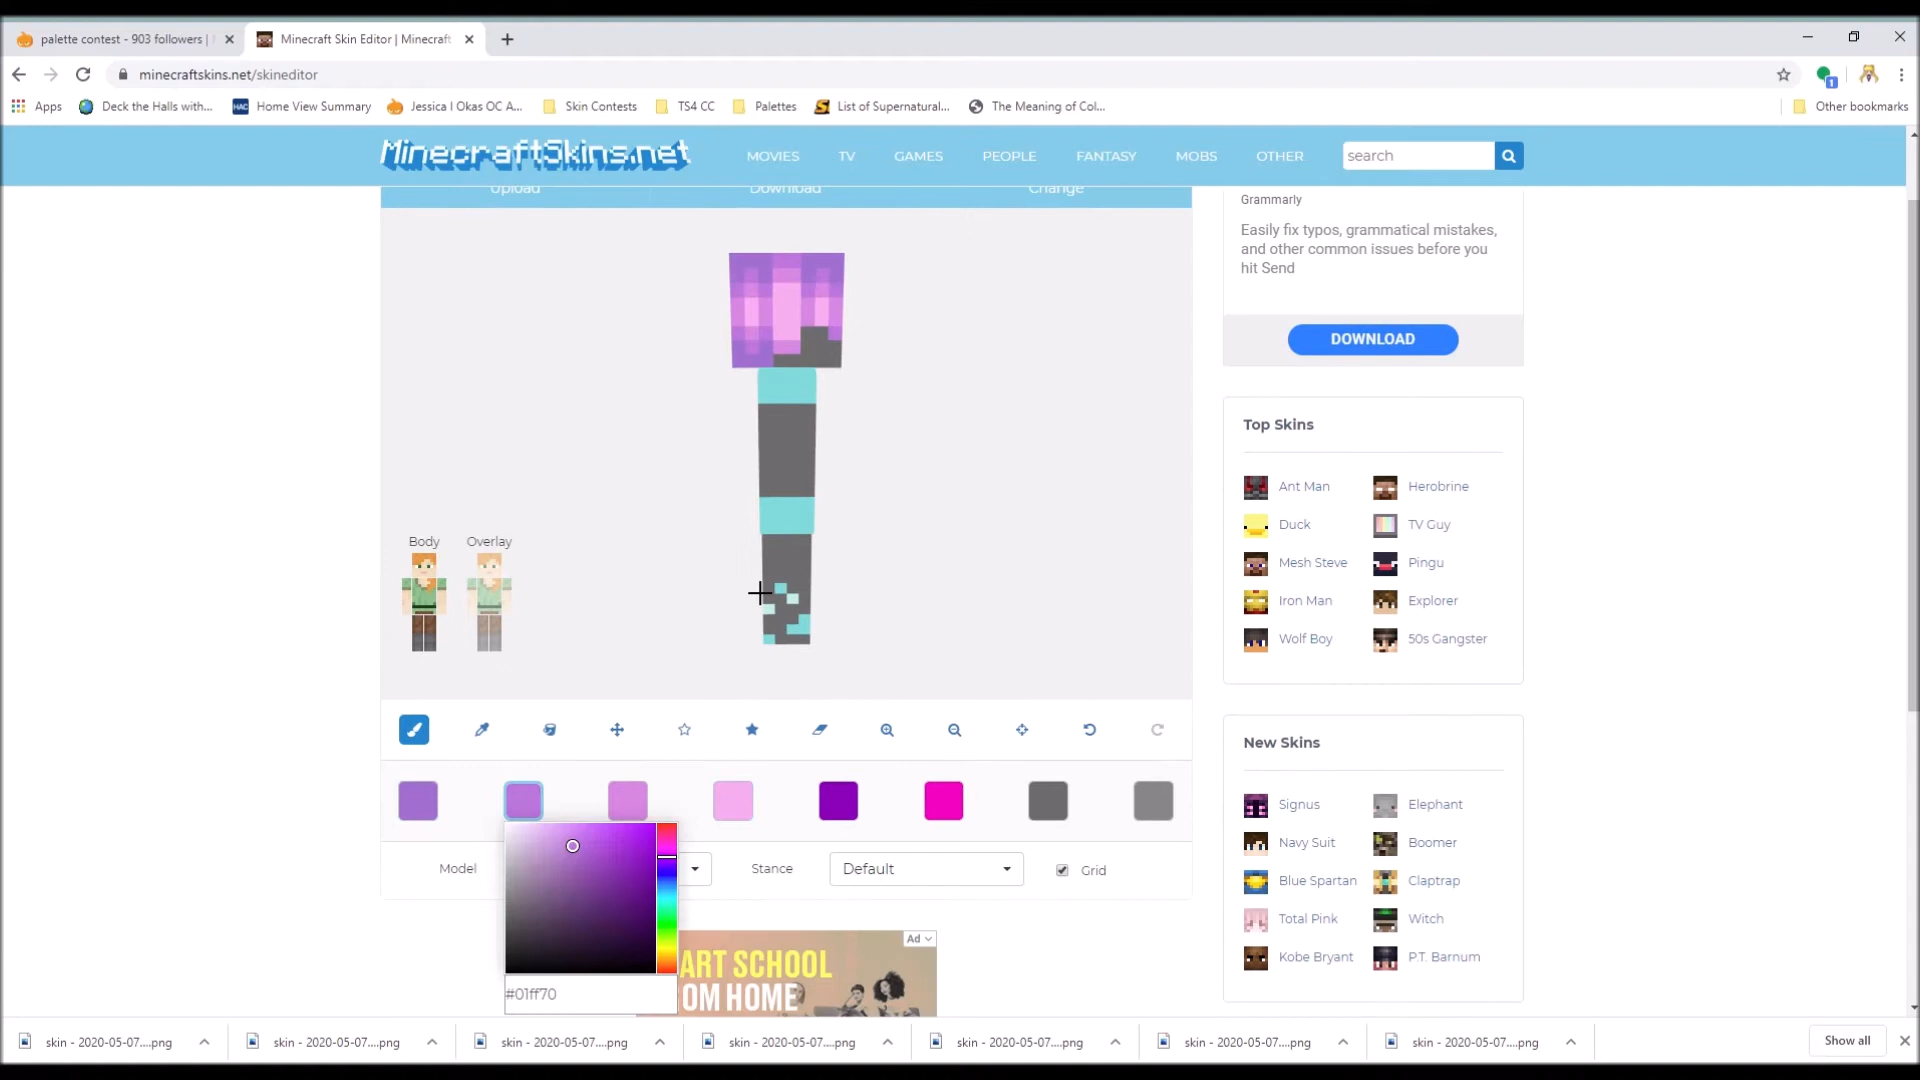 palette contest - 903 followers |
Minecraft Skin Editor | Minecraft
minecraftskins.net/skineditor
1
Apps
Deck the Halls with...
HAC
Home View Summary
Jessica I Okas OC A...
Skin Contests
TS4 CC
Palettes
List of Supernatural...
The Meaning of Col...
Other bookmarks
MinecraftSkins.net
MOVIES
TV
GAMES
PEOPLE
FANTASY
MOBS
OTHER
search
Upload
Download
Change
Grammarly
Easily fix typos, grammatical mistakes,
and other common issues before you
hit Send
DOWNLOAD
Body
Overlay
Top Skins
Ant Man
Herobrine
Duck
TV Guy
Mesh Steve
Pingu
Iron Man
Explorer
Wolf Boy
50s Gangster
New Skins
Signus
Elephant
Navy Suit
Boomer
Blue Spartan
Claptrap
Total Pink
Witch
Kobe Bryant
P.T. Barnum
Model
Stance
Default
Grid
#01ff70
Ad
ART SCHOOL
OM HOME
skin - 2020-05-07....png
skin - 2020-05-07....png
skin - 2020-05-07....png
skin - 2020-05-07....png
skin - 2020-05-07....png
skin - 2020-05-07....png
skin - 2020-05-07....png
Show all